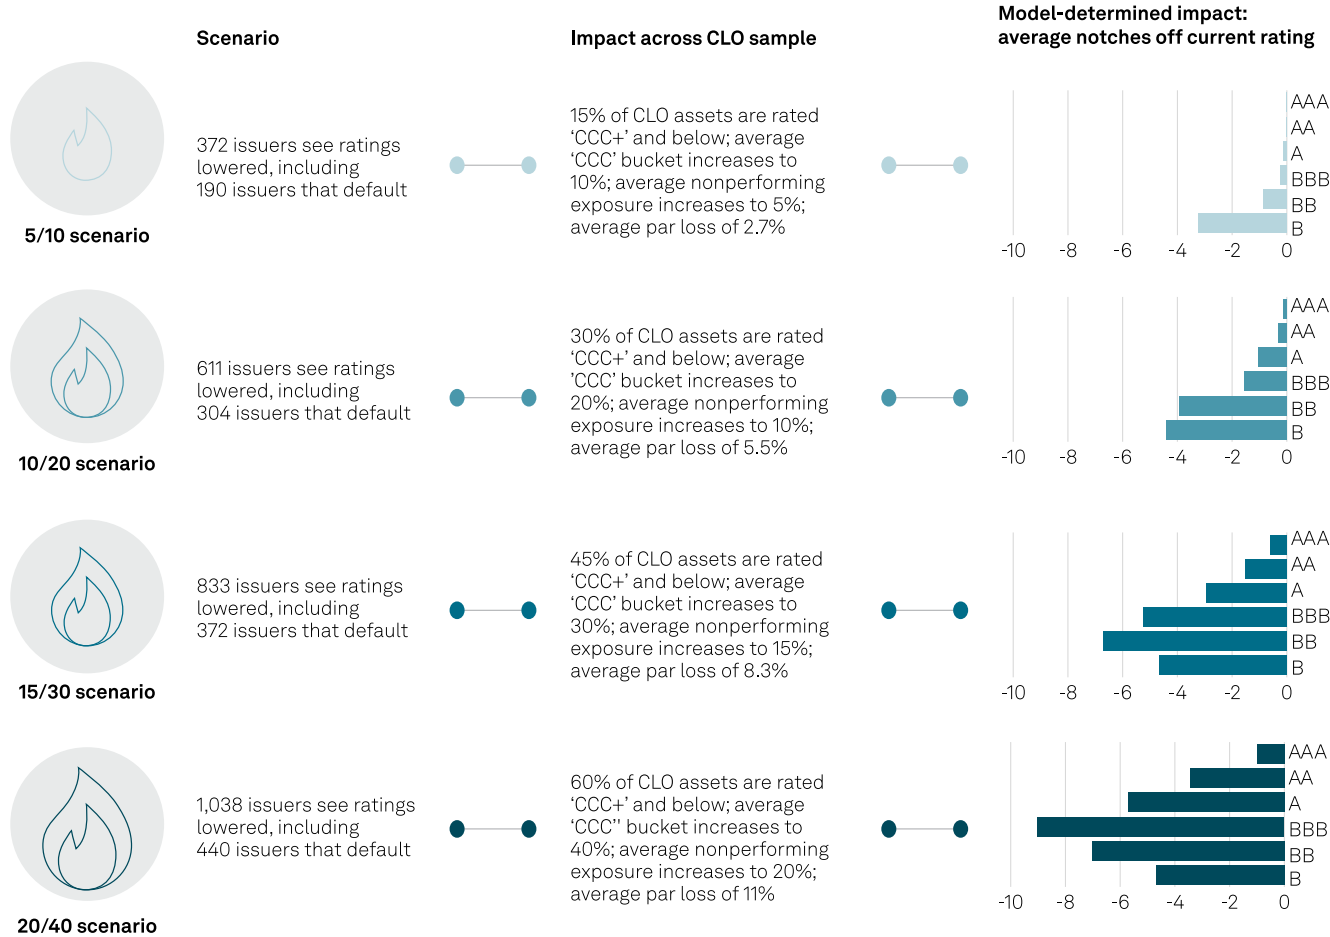 Scenario
Impact across CLO sample
Model-determined impact:
average notches off current rating
372 issuers see ratings
lowered, including
190 issuers that default
5/10 scenario
15% of CLO assets are rated
‘CCC+’ and below; average
‘CCC’ bucket increases to
10%; average nonperforming
exposure increases to 5%;
average par loss of 2.7%
AAA
AA
A
BBB
BB
B
-10 -8 -6 -4 -2 0
611 issuers see ratings
lowered, including
304 issuers that default
10/20 scenario
30% of CLO assets are rated
‘CCC+’ and below; average
’CCC’ bucket increases to
20%; average nonperforming
exposure increases to 10%;
average par loss of 5.5%
AAA
AA
A
BBB
BB
B
-10 -8 -6 -4 -2 0
833 issuers see ratings
lowered, including
372 issuers that default
15/30 scenario
45% of CLO assets are rated
‘CCC+’ and below; average
‘CCC’ bucket increases to
30%; average nonperforming
exposure increases to 15%;
average par loss of 8.3%
AAA
AA
A
BBB
BB
B
-10 -8 -6 -4 -2 0
1,038 issuers see ratings
lowered, including
440 issuers that default
20/40 scenario
60% of CLO assets are rated
‘CCC+’ and below; average
‘CCC’' bucket increases to
40%; average nonperforming
exposure increases to 20%;
average par loss of 11%
AAA
AA
A
BBB
BB
B
-10 -8 -6 -4 -2 0